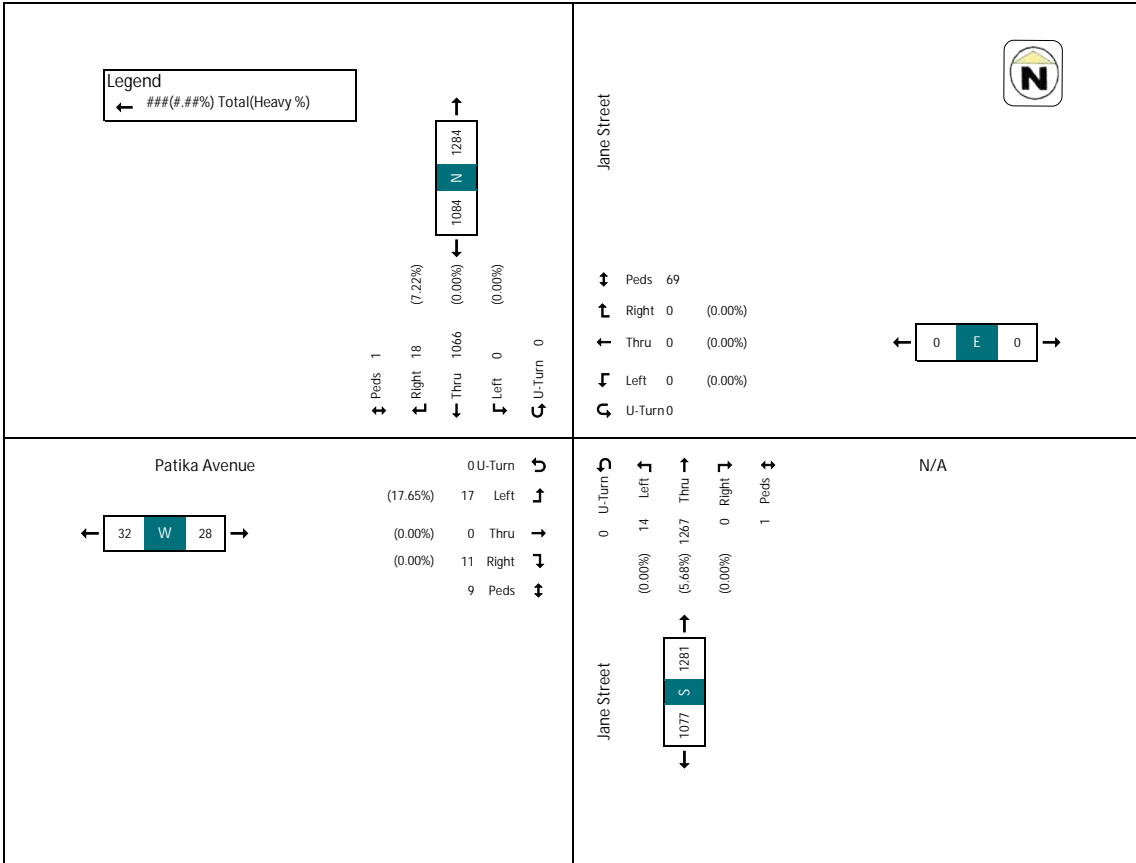 Legend
← ###(#.##%) Total(Heavy %)
1284
N
1084
Peds 1
Right 18 (7.22%)
Thru 1066 (0.00%)
Left 0 (0.00%)
U-Turn 0
Jane Street
N
Peds 69
Right 0 (0.00%)
Thru 0 (0.00%)
Left 0 (0.00%)
U-Turn 0
0 E 0
Patika Avenue
32 W 28
0 U-Turn
(17.65%) 17 Left
(0.00%) 0 Thru
(0.00%) 11 Right
9 Peds
0 U-Turn
(0.00%) 14 Left
(5.68%) 1267 Thru
(0.00%) 0 Right
1 Peds
N/A
Jane Street
1281
S
1077